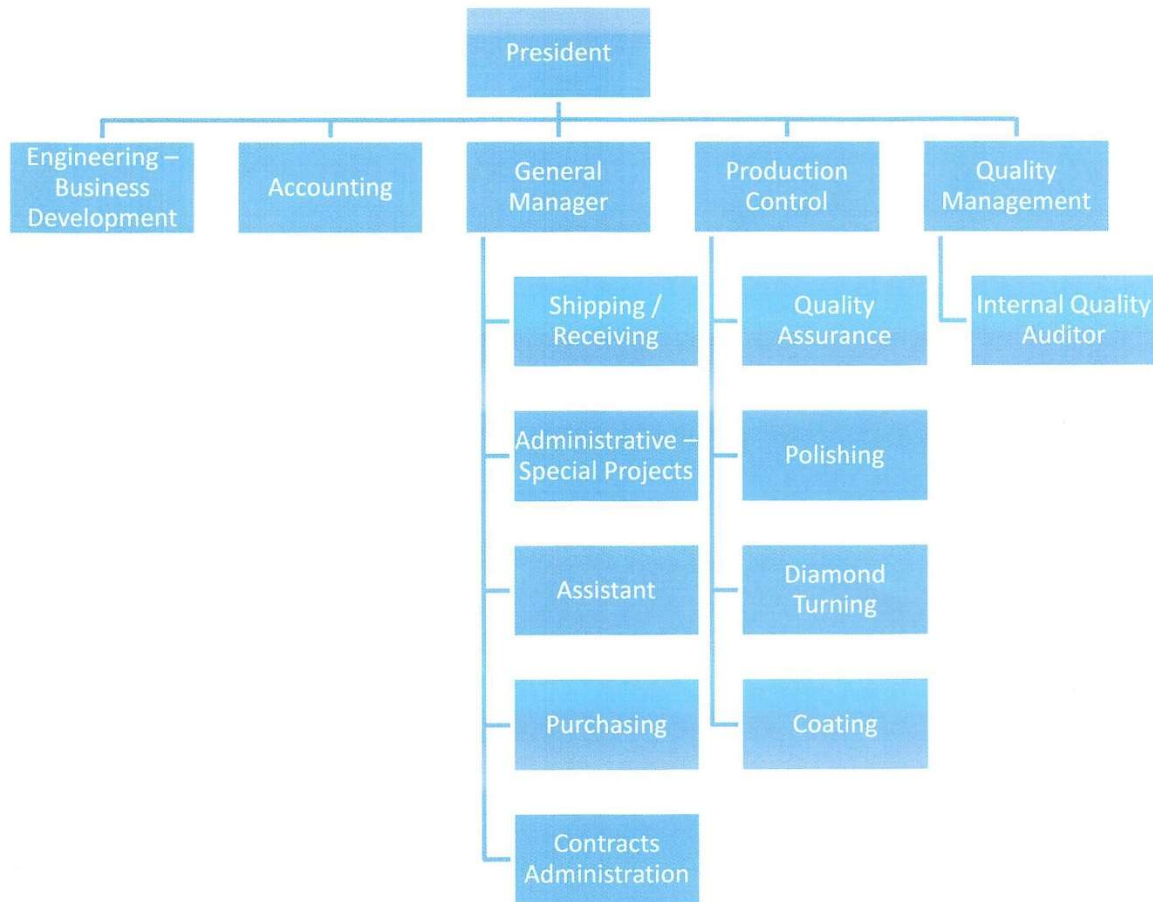 President
Engineering –
Business
Development
Accounting
General
Manager
Production
Control
Quality
Management
Shipping /
Receiving
Quality
Assurance
Internal Quality
Auditor
Administrative –
Special Projects
Polishing
Assistant
Diamond
Turning
Purchasing
Coating
Contracts
Administration